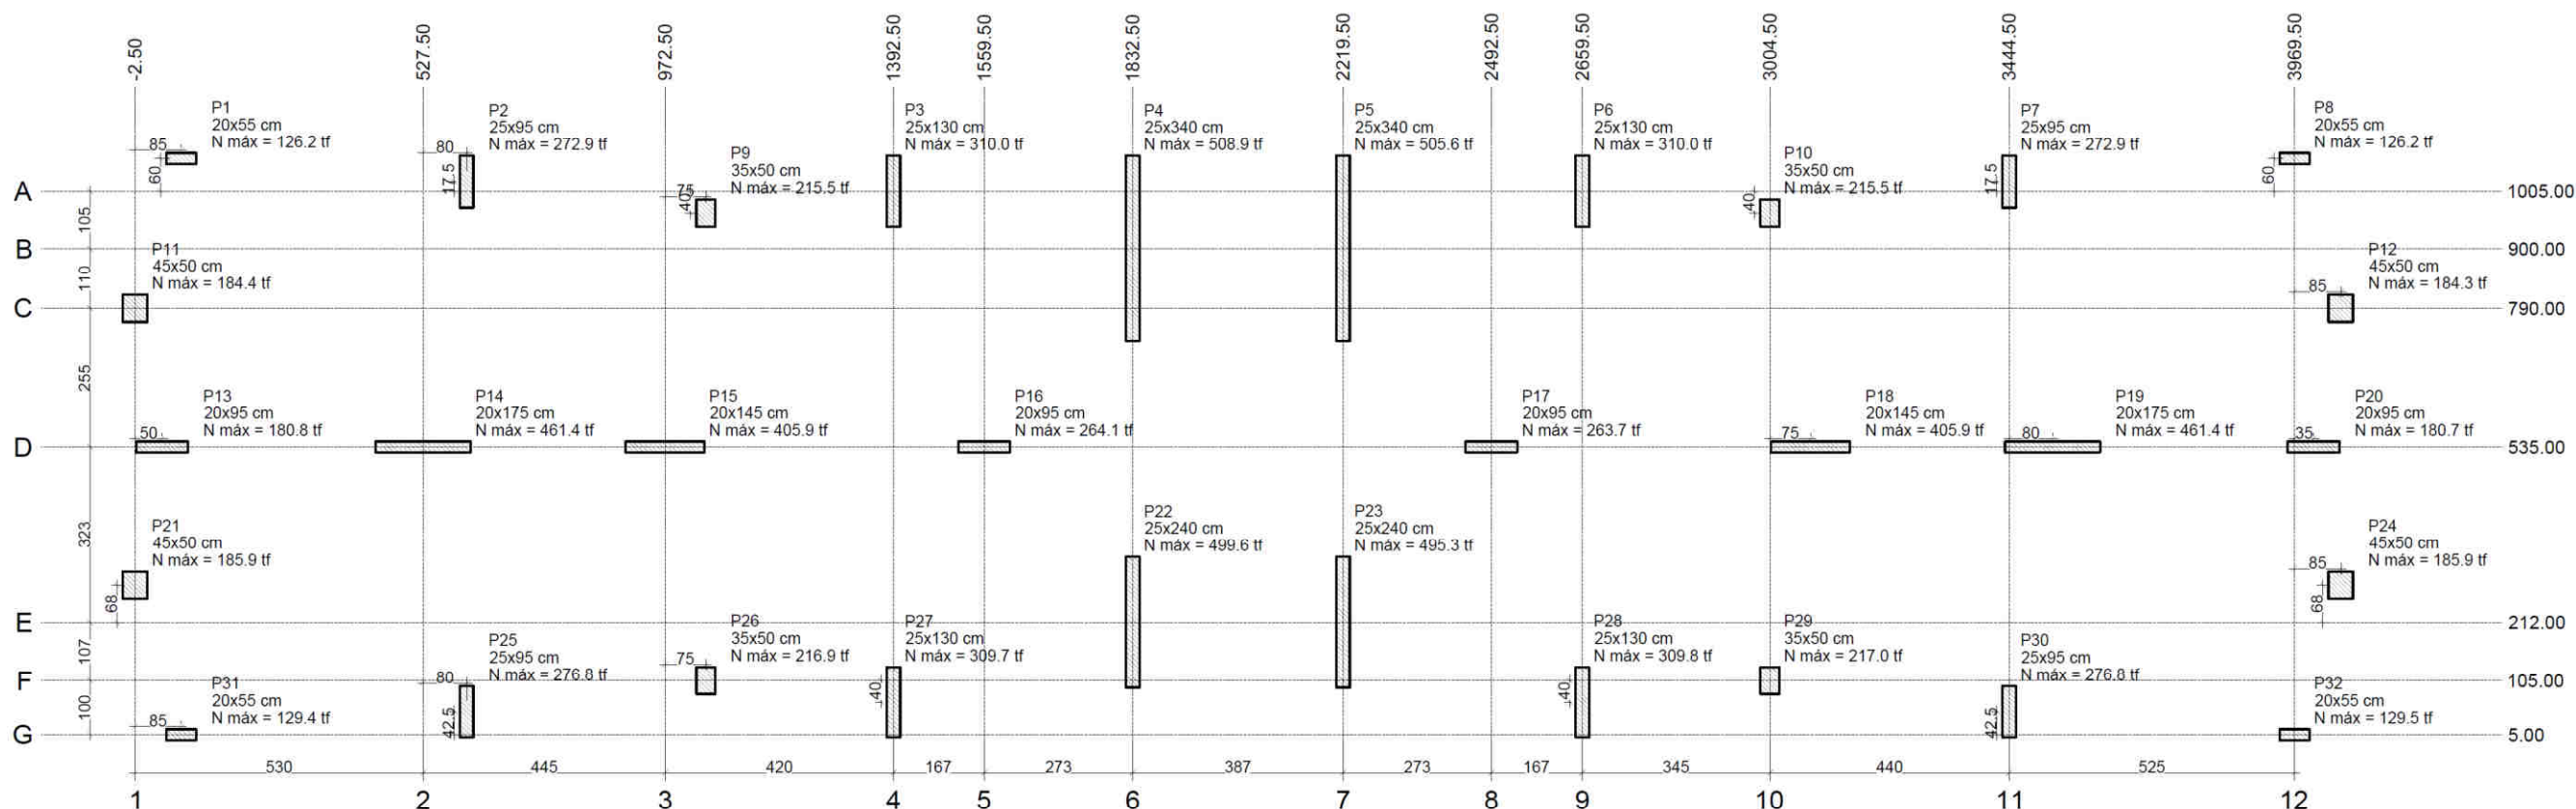 -2.50
527.50
972.50
1392.50
1559.50
1832.50
2219.50
2492.50
2659.50
3004.50
3444.50
3969.50
P1
20x55 cm
N máx = 126.2 tf
85
60
P2
25x95 cm
N máx = 272.9 tf
80
17.5
P9
35x50 cm
N máx = 215.5 tf
75
40
P3
25x130 cm
N máx = 310.0 tf
P4
25x340 cm
N máx = 508.9 tf
P5
25x340 cm
N máx = 505.6 tf
P6
25x130 cm
N máx = 310.0 tf
P10
35x50 cm
N máx = 215.5 tf
40
P7
25x95 cm
N máx = 272.9 tf
17.5
P8
20x55 cm
N máx = 126.2 tf
60
A
1005.00
105
B
900.00
110
P11
45x50 cm
N máx = 184.4 tf
P12
45x50 cm
N máx = 184.3 tf
85
C
790.00
255
P13
20x95 cm
N máx = 180.8 tf
50
P14
20x175 cm
N máx = 461.4 tf
P15
20x145 cm
N máx = 405.9 tf
P16
20x95 cm
N máx = 264.1 tf
P17
20x95 cm
N máx = 263.7 tf
P18
20x145 cm
N máx = 405.9 tf
75
P19
20x175 cm
N máx = 461.4 tf
80
P20
20x95 cm
N máx = 180.7 tf
35
D
535.00
323
P21
45x50 cm
N máx = 185.9 tf
68
P22
25x240 cm
N máx = 499.6 tf
P23
25x240 cm
N máx = 495.3 tf
P24
45x50 cm
N máx = 185.9 tf
85
68
E
212.00
107
P25
25x95 cm
N máx = 276.8 tf
80
42.5
P26
35x50 cm
N máx = 216.9 tf
75
P27
25x130 cm
N máx = 309.7 tf
40
P28
25x130 cm
N máx = 309.8 tf
40
P29
35x50 cm
N máx = 217.0 tf
P30
25x95 cm
N máx = 276.8 tf
42.5
F
105.00
100
P31
20x55 cm
N máx = 129.4 tf
85
P32
20x55 cm
N máx = 129.5 tf
G
5.00
530
445
420
167
273
387
273
167
345
440
525
1
2
3
4
5
6
7
8
9
10
11
12